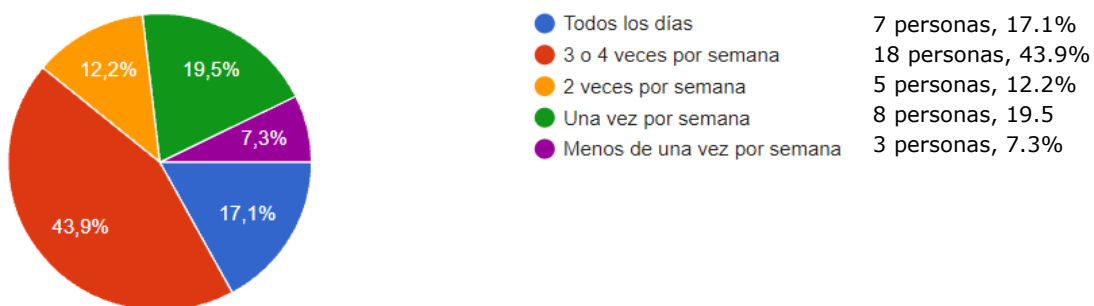 12,2%
19,5%
7,3%
43,9%
17,1%
Todos los días 7 personas, 17.1%
3 o 4 veces por semana 18 personas, 43.9%
2 veces por semana 5 personas, 12.2%
Una vez por semana 8 personas, 19.5
Menos de una vez por semana 3 personas, 7.3%